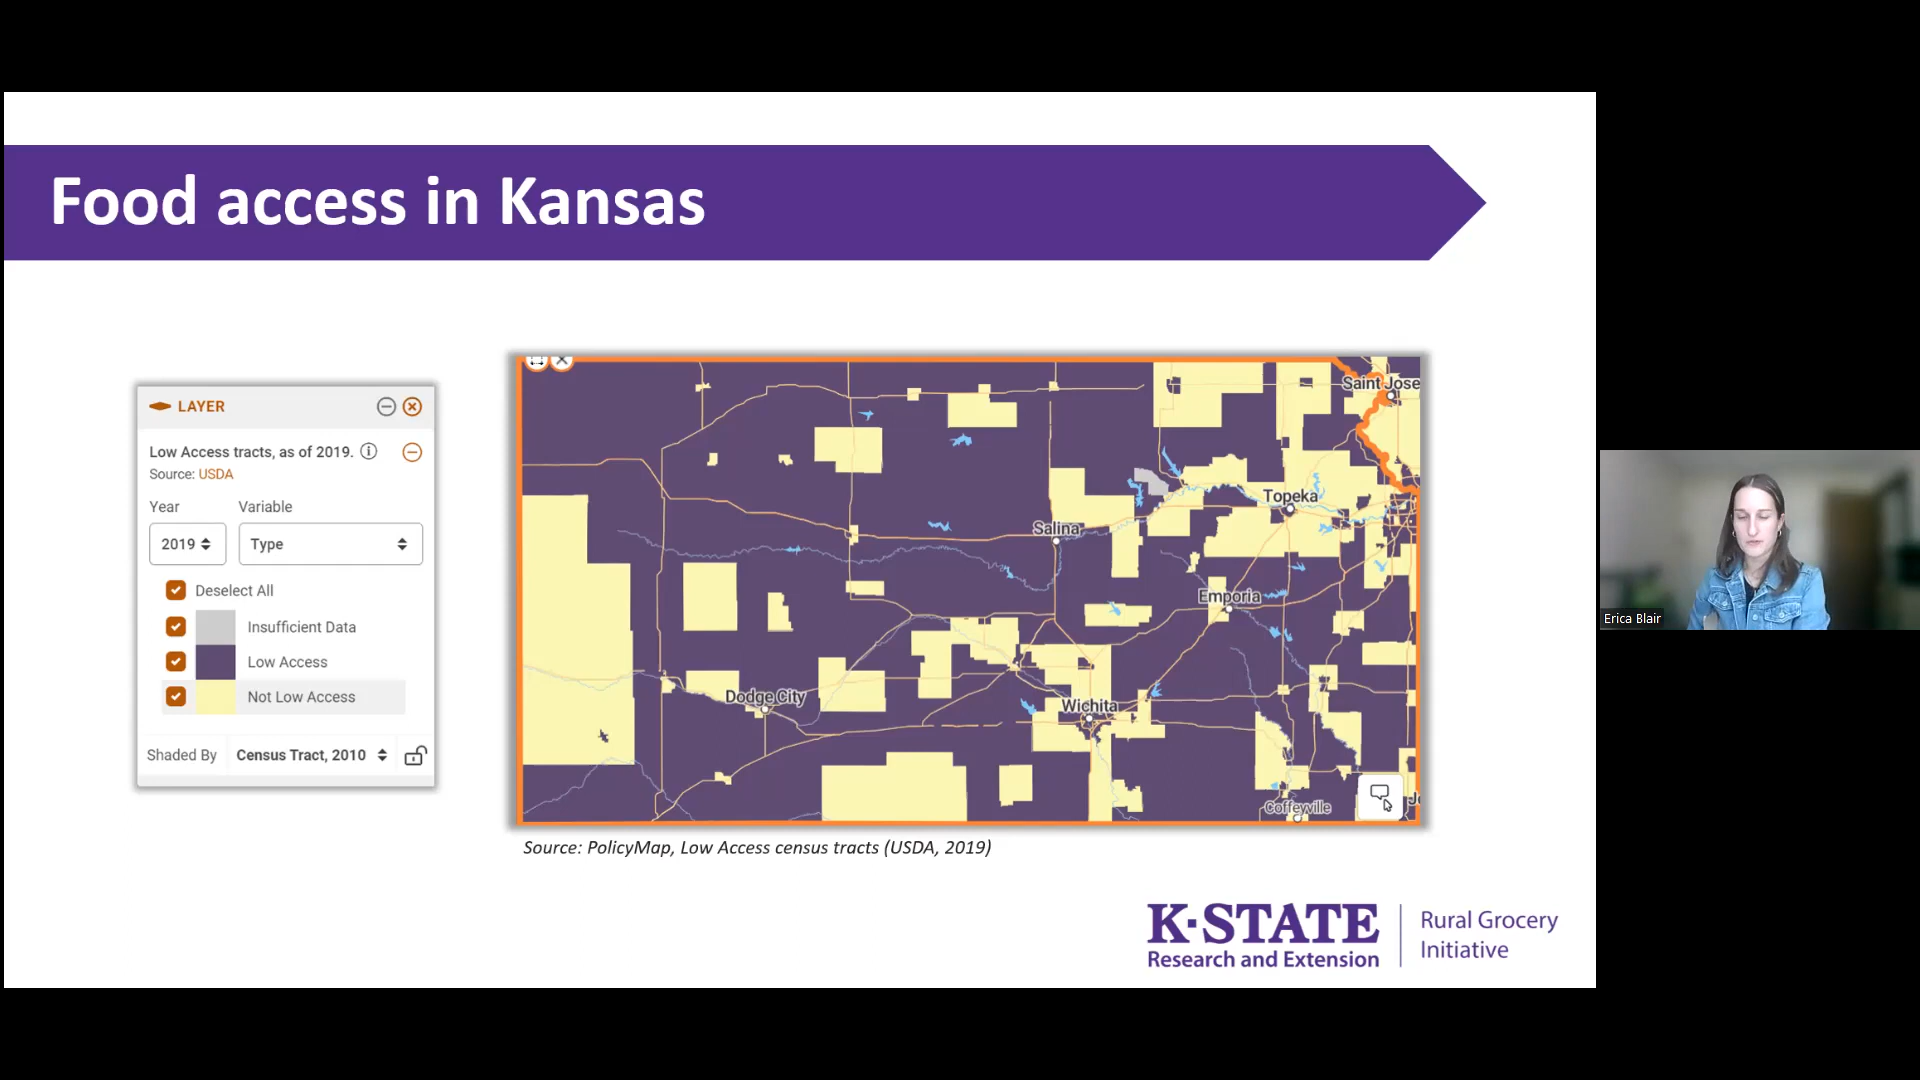 Food access in Kansas
LAYER
Low Access tracts, as of 2019.
Source: USDA
Year
Variable
2019
Type
Deselect All
Insufficient Data
Low Access
Not Low Access
Shaded By
Census Tract, 2010
Saint Jose
Topeka
Salina
Emporia
Dodge City
Wichita
Coffeyville
Source: PolicyMap, Low Access census tracts (USDA, 2019)
K·STATE
Research and Extension
Rural Grocery
Initiative
Erica Blair